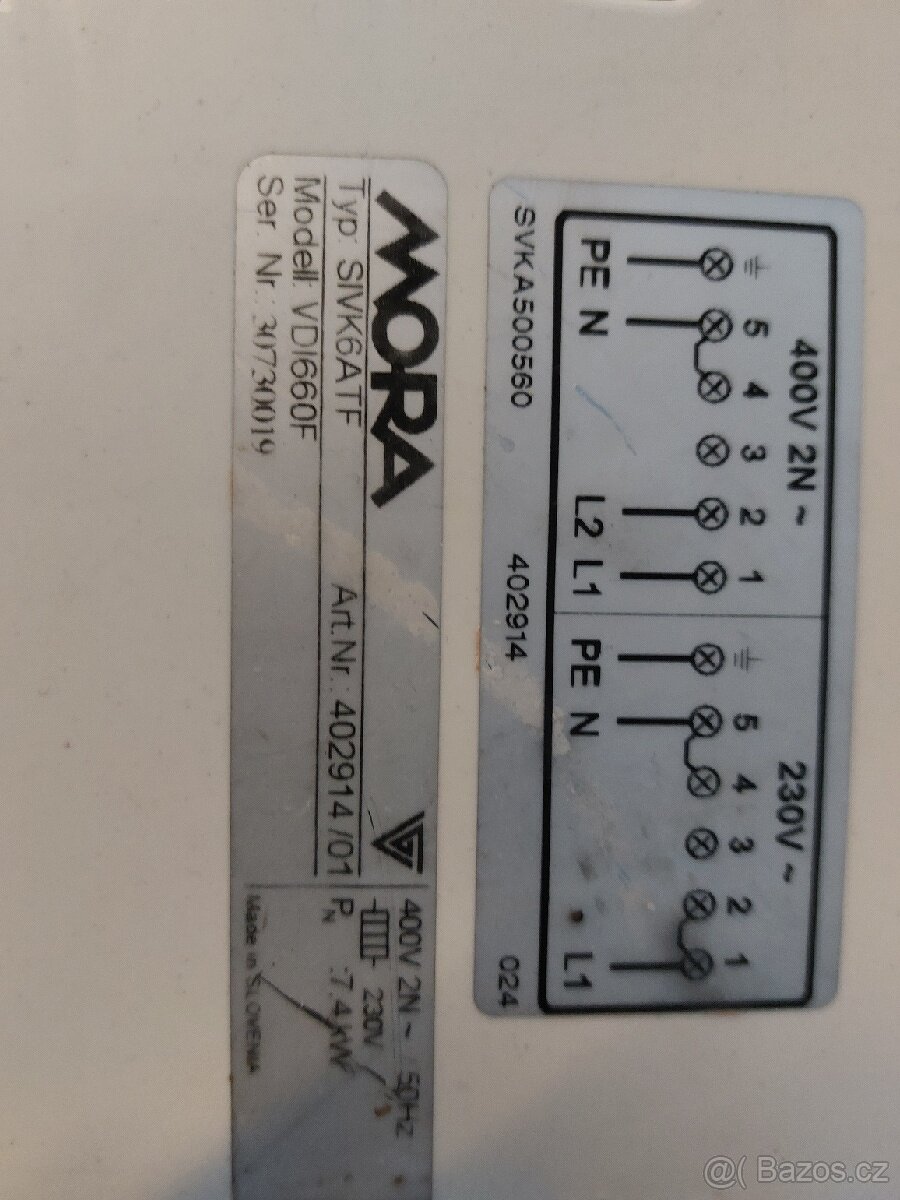 400V 2N ~
230V ~
5 4 3 2 1
5 4 3 2 1
PE N L2 L1
PE N L1
SVKA500560 402914 024
MORA
400V 2N ~ 50Hz
Typ: SIVK6ATF Art.Nr.: 402914 /01
230V
Modell: VDI660F
PN :7,4kW
Ser. Nr.: 30730019
Made in SLOVENIA
@( Bazos.cz